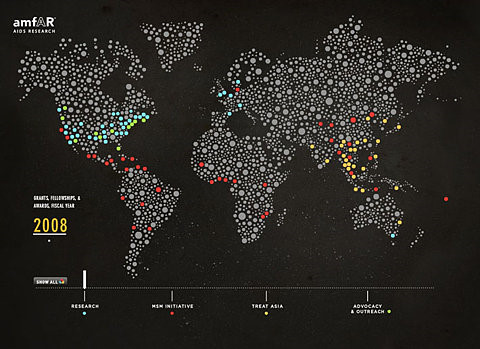 amfAR
AIDS RESEARCH
GRANTS, FELLOWSHIPS, &
AWARDS, FISCAL YEAR
2008
SHOW ALL
RESEARCH
MSM INITIATIVE
TREAT ASIA
ADVOCACY
& OUTREACH